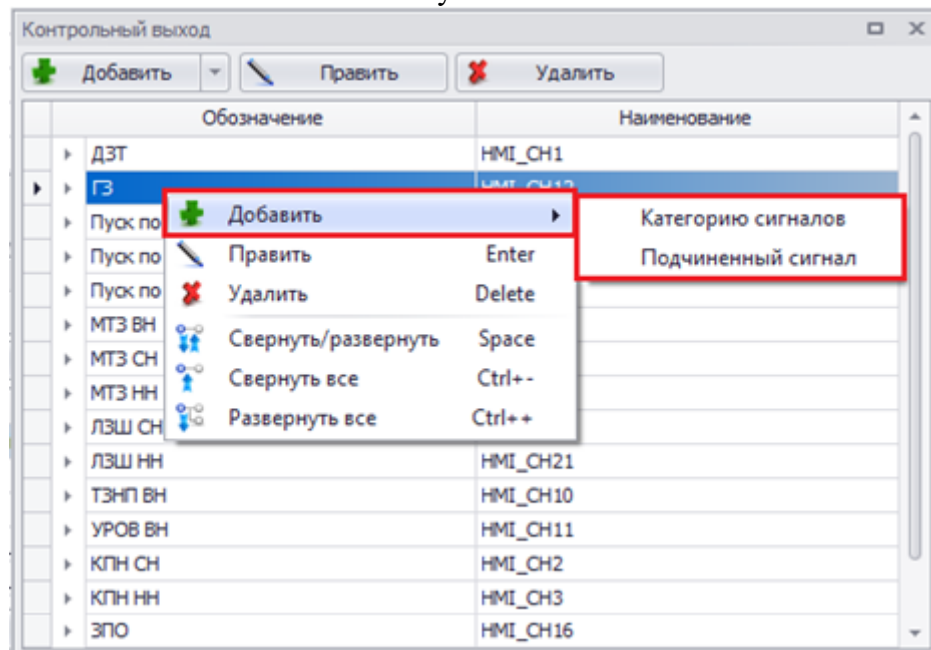 Контрольный выход
Добавить Править Удалить
Обозначение Наименование
ДЗТ HMI_CH1
ГЗ HMI_CH12
Пуск по
Пуск по
Пуск по
МТЗ ВН
МТЗ СН
МТЗ НН
ЛЗШ СН
ЛЗШ НН HMI_CH21
ТЗНП ВН HMI_CH10
УРОВ ВН HMI_CH11
КПН СН HMI_CH2
КПН НН HMI_CH3
ЗПО HMI_CH16
Добавить
Править Enter
Удалить Delete
Свернуть/развернуть Space
Свернуть все Ctrl+-
Развернуть все Ctrl++
Категорию сигналов
Подчиненный сигнал